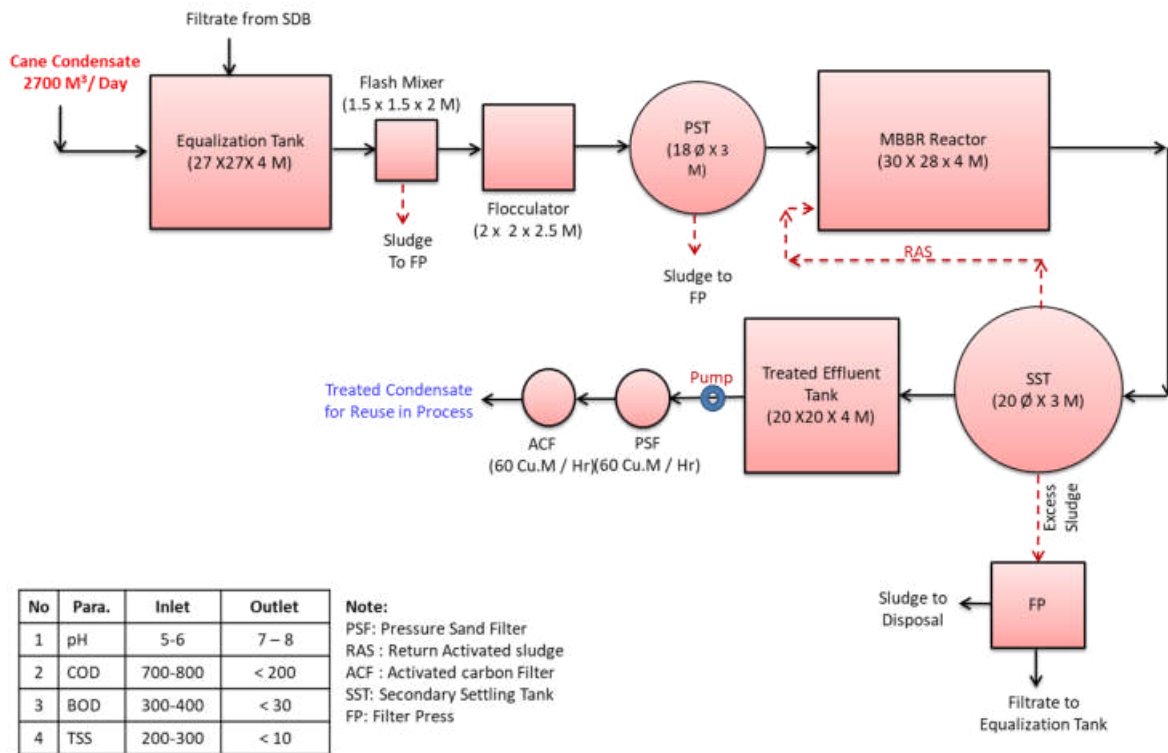 Filtrate from SDB
Cane Condensate
2700 M³/ Day
Equalization Tank
(27 X27X 4 M)
Flash Mixer
(1.5 x 1.5 x 2 M)
Sludge
To FP
Flocculator
(2 x 2 x 2.5 M)
PST
(18 Ø X 3
M)
Sludge to
FP
MBBR Reactor
(30 X 28 x 4 M)
RAS
SST
(20 Ø X 3 M)
Treated Effluent
Tank
(20 X20 X 4 M)
Pump
PSF
(60 Cu.M / Hr)
ACF
(60 Cu.M / Hr)
Treated Condensate
for Reuse in Process
Excess
Sludge
FP
Sludge to
Disposal
Filtrate to
Equalization Tank
No Para. Inlet Outlet
1 pH 5-6 7 – 8
2 COD 700-800 < 200
3 BOD 300-400 < 30
4 TSS 200-300 < 10
Note:
PSF: Pressure Sand Filter
RAS : Return Activated sludge
ACF : Activated carbon Filter
SST: Secondary Settling Tank
FP: Filter Press